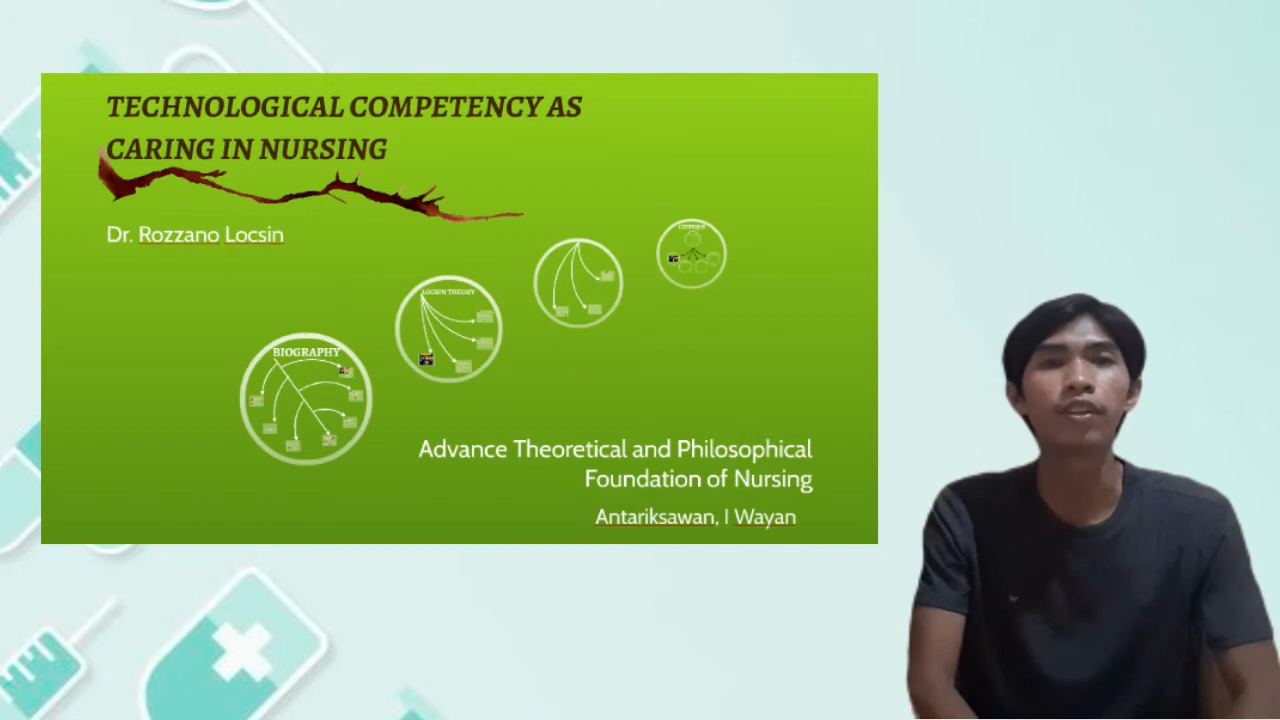 TECHNOLOGICAL COMPETENCY AS
CARING IN NURSING
Dr. Rozzano Locsin
BIOGRAPHY
LOCSIN THEORY
CRITIQUE
Advance Theoretical and Philosophical
Foundation of Nursing
Antariksawan, I Wayan